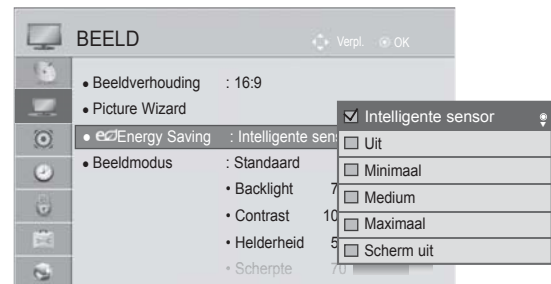 BEELD
Verpl. OK
• Beeldverhouding : 16:9
• Picture Wizard
• Energy Saving : Intelligente sens
• Beeldmodus : Standaard
• Backlight 7
• Contrast 10
• Helderheid 5
• Scherpte 70
Intelligente sensor
Uit
Minimaal
Medium
Maximaal
Scherm uit